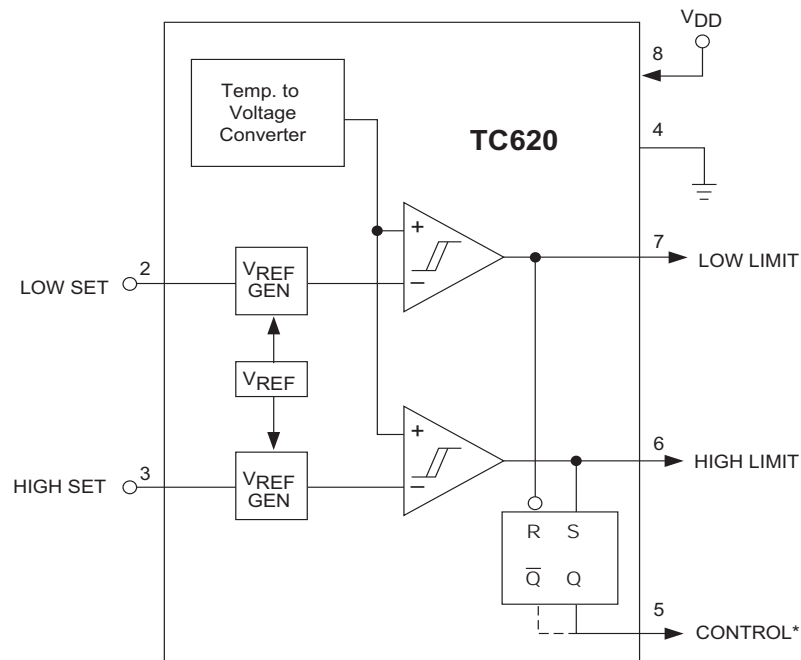 VDD
8
Temp. to
Voltage
Converter
TC620
4
+
7
LOW LIMIT
2
LOW SET
VREF
GEN
–
VREF
+
6
HIGH LIMIT
3
HIGH SET
VREF
GEN
–
R S
Q̅ Q
5
CONTROL*